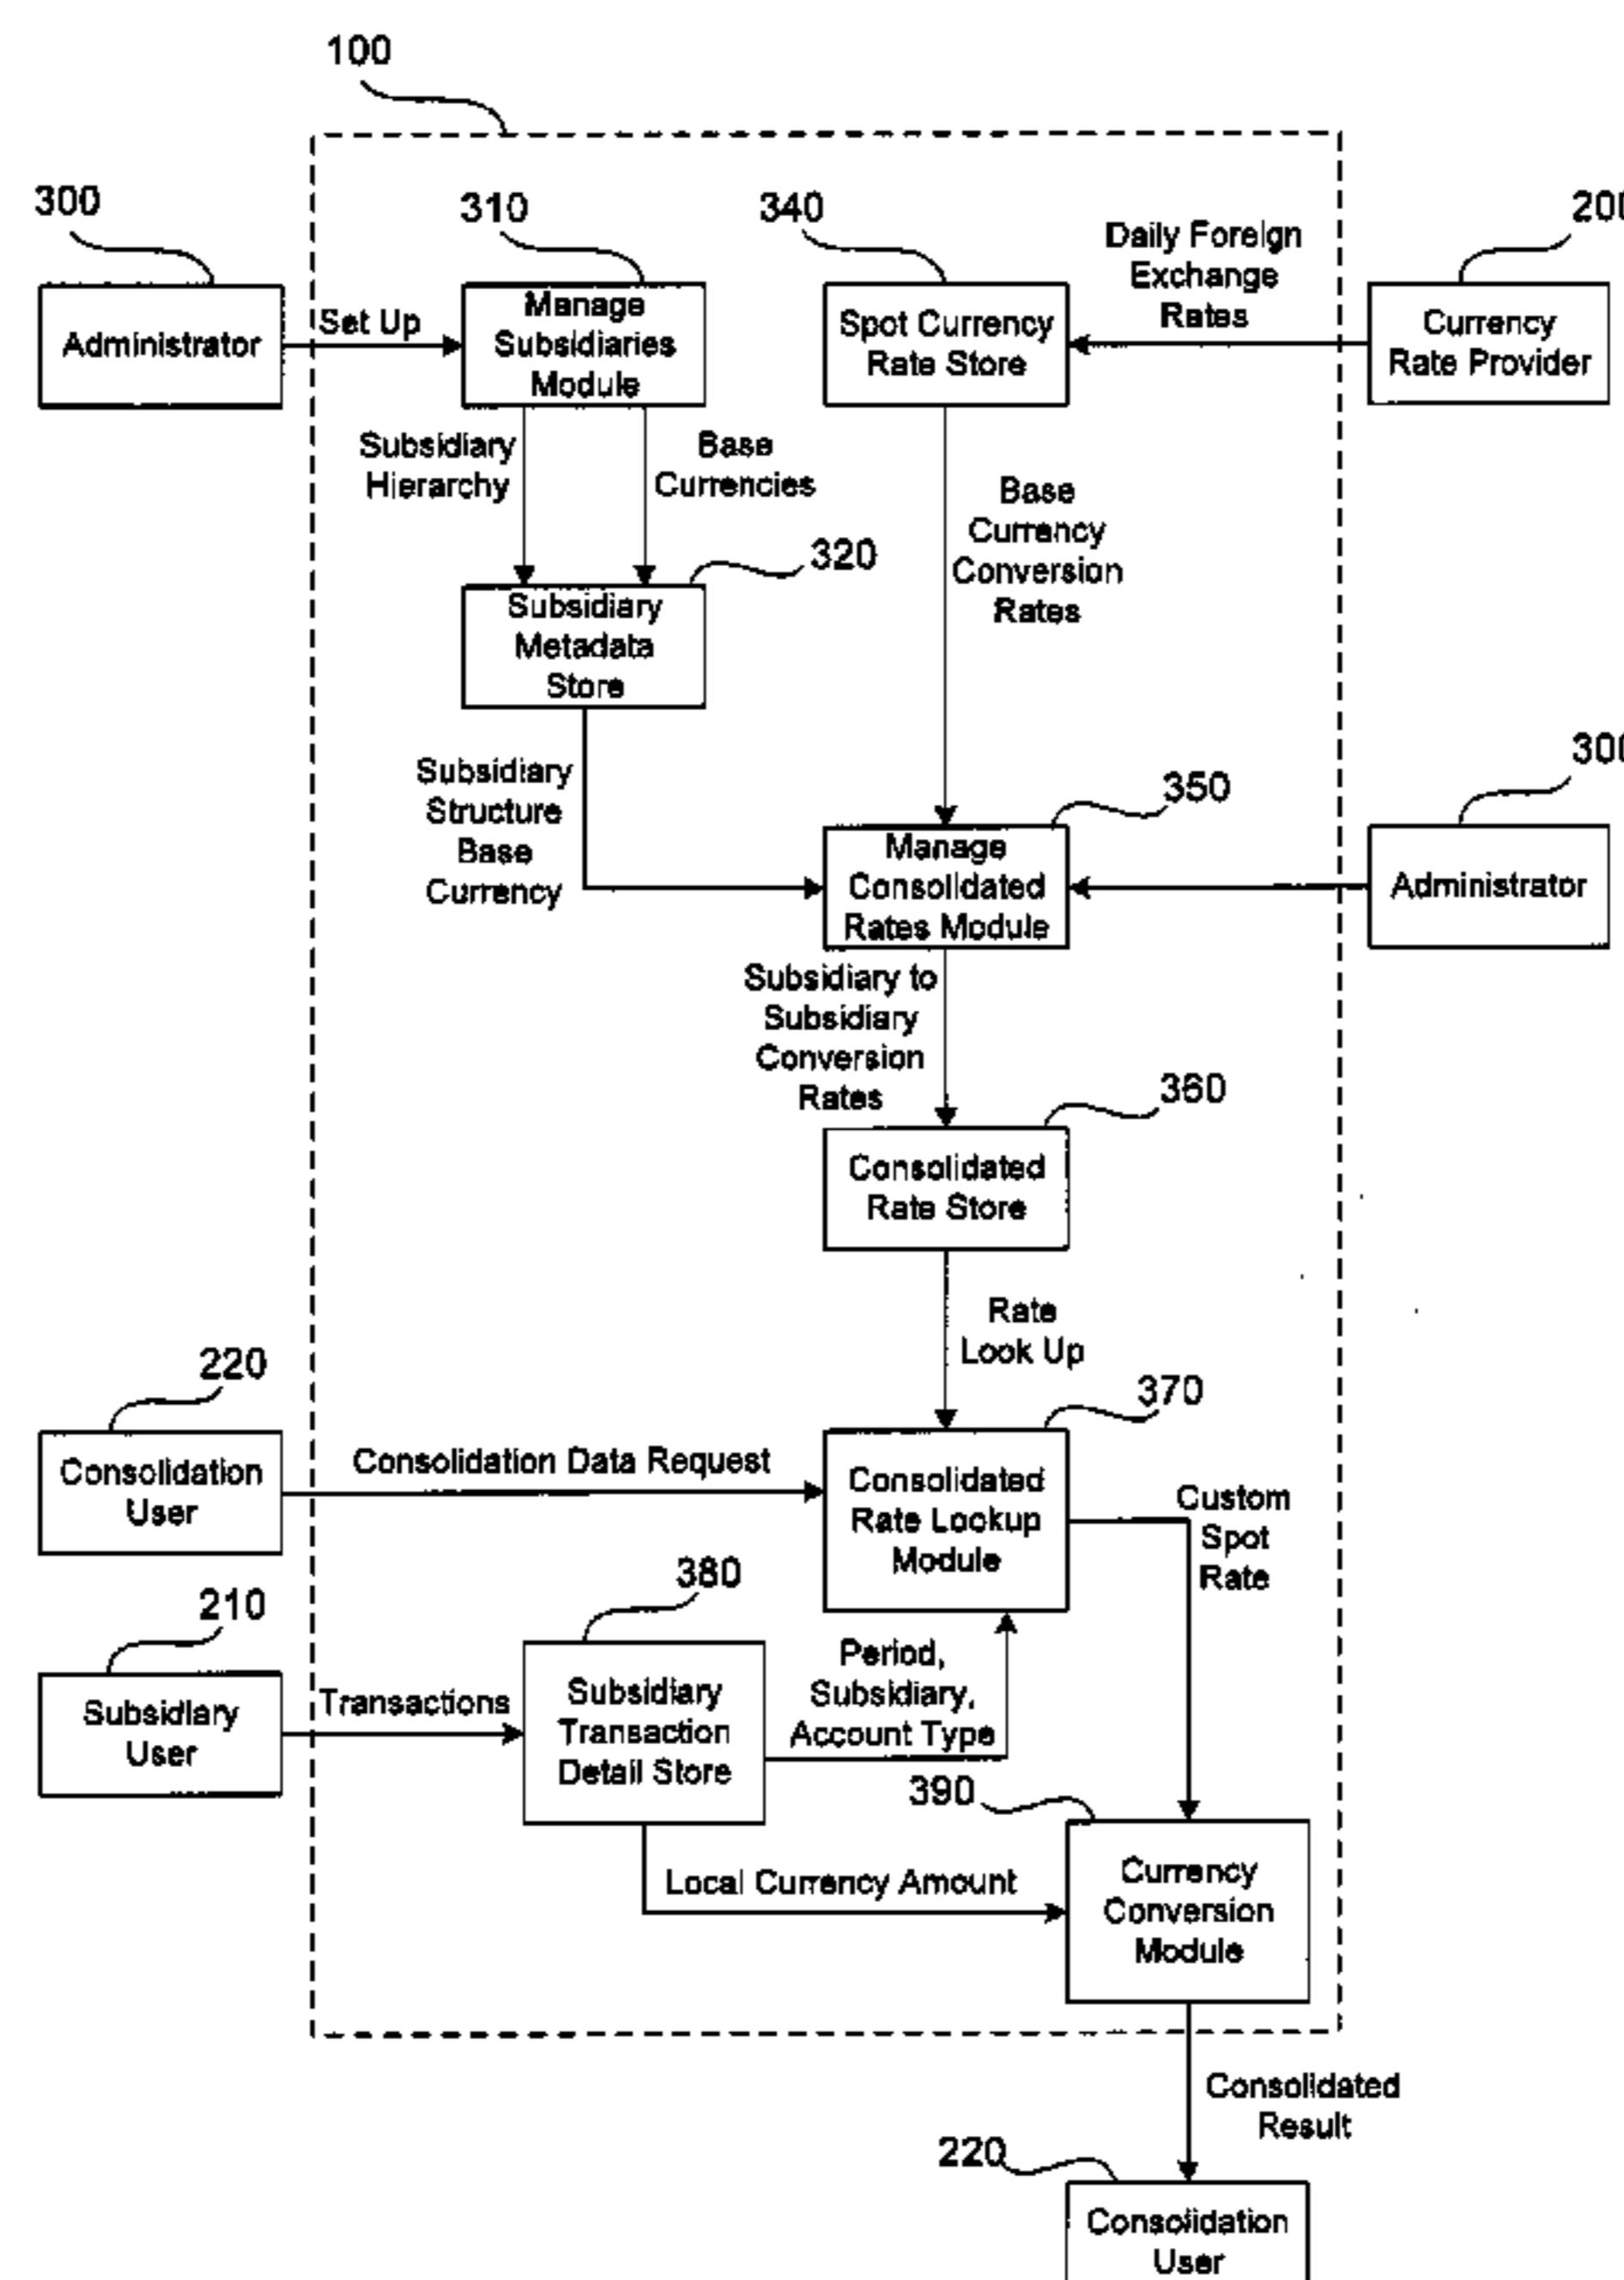 100
300
310
340
200
Daily Foreign
Exchange
Rates
Administrator
Set Up
Manage
Subsidiaries
Module
Spot Currency
Rate Store
Currency
Rate Provider
Subsidiary
Hierarchy
Base
Currencies
Base
Currency
Conversion
Rates
320
Subsidiary
Metadata
Store
300
Subsidiary
Structure
Base
Currency
350
Manage
Consolidated
Rates Module
Administrator
Subsidiary to
Subsidiary
Conversion
Rates
360
Consolidated
Rate Store
Rate
Look Up
220
370
Consolidation
User
Consolidation Data Request
Consolidated
Rate Lookup
Module
Custom
Spot
Rate
210
380
Subsidiary
User
Transactions
Subsidiary
Transaction
Detail Store
Period,
Subsidiary,
Account Type
390
Local Currency Amount
Currency
Conversion
Module
Consolidated
Result
220
Consolidation
User